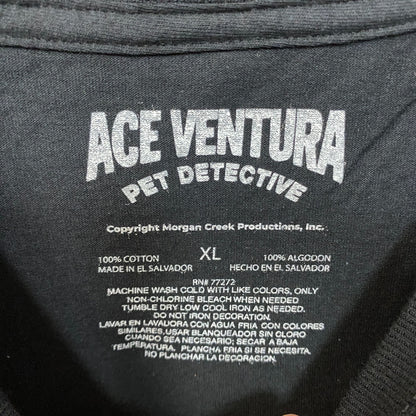 ACE VENTURA
PET DETECTIVE
Copyright Morgan Creek Productions, Inc.
100% COTTON XL 100% ALGODON
MADE IN EL SALVADOR HECHO EN EL SALVADOR
RN# 77272
MACHINE WASH COLD WITH LIKE COLORS, ONLY
NON-CHLORINE BLEACH WHEN NEEDED
TUMBLE DRY LOW COOL IRON AS NEEDED.
DO NOT IRON DECORATION.
LAVAR EN LAVADORA CON AGUA FRIA CON COLORES
SIMILARES,USAR BLANQUEADOR SIN CLORO
CUANDO SEA NECESARIO; SECAR A BAJA
TEMPERATURA. PLANCHA FRIA SI SE NECESITA.
NO PLANCHAR LA DECORACION.